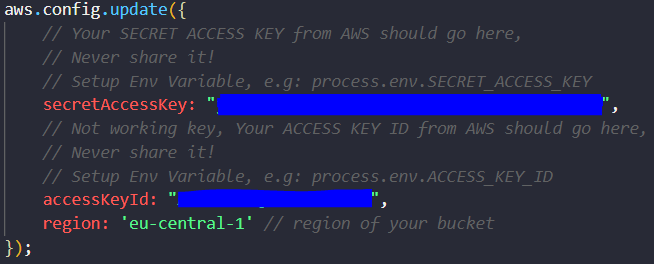 aws.config.update({
// Your SECRET ACCESS KEY from AWS should go here,
// Never share it!
// Setup Env Variable, e.g: process.env.SECRET_ACCESS_KEY
secretAccessKey: "",
// Not working key, Your ACCESS KEY ID from AWS should go here,
// Never share it!
// Setup Env Variable, e.g: process.env.ACCESS_KEY_ID
accessKeyId: "",
region: 'eu-central-1' // region of your bucket
});